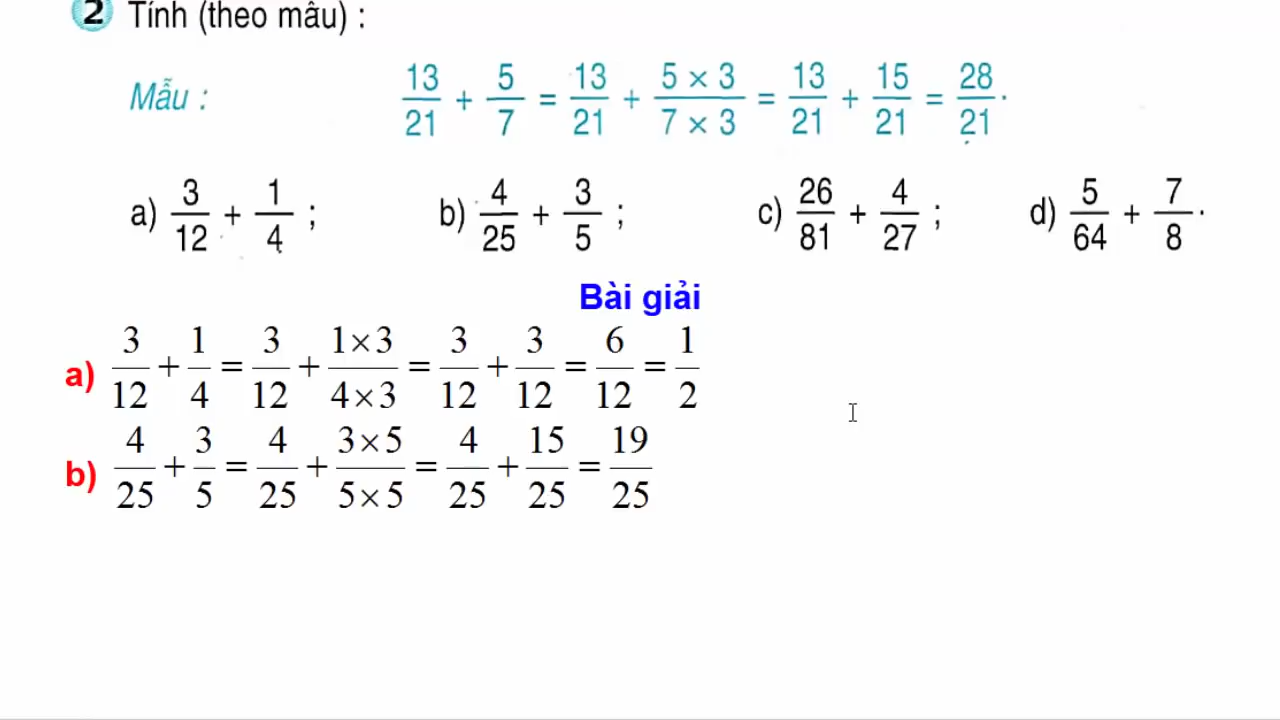 2 Tính (theo mẫu) :
Mẫu : 13/21 + 5/7 = 13/21 + (5 × 3)/(7 × 3) = 13/21 + 15/21 = 28/21.
a) 3/12 + 1/4 ; b) 4/25 + 3/5 ; c) 26/81 + 4/27 ; d) 5/64 + 7/8.
Bài giải
a) 3/12 + 1/4 = 3/12 + (1×3)/(4×3) = 3/12 + 3/12 = 6/12 = 1/2
b) 4/25 + 3/5 = 4/25 + (3×5)/(5×5) = 4/25 + 15/25 = 19/25